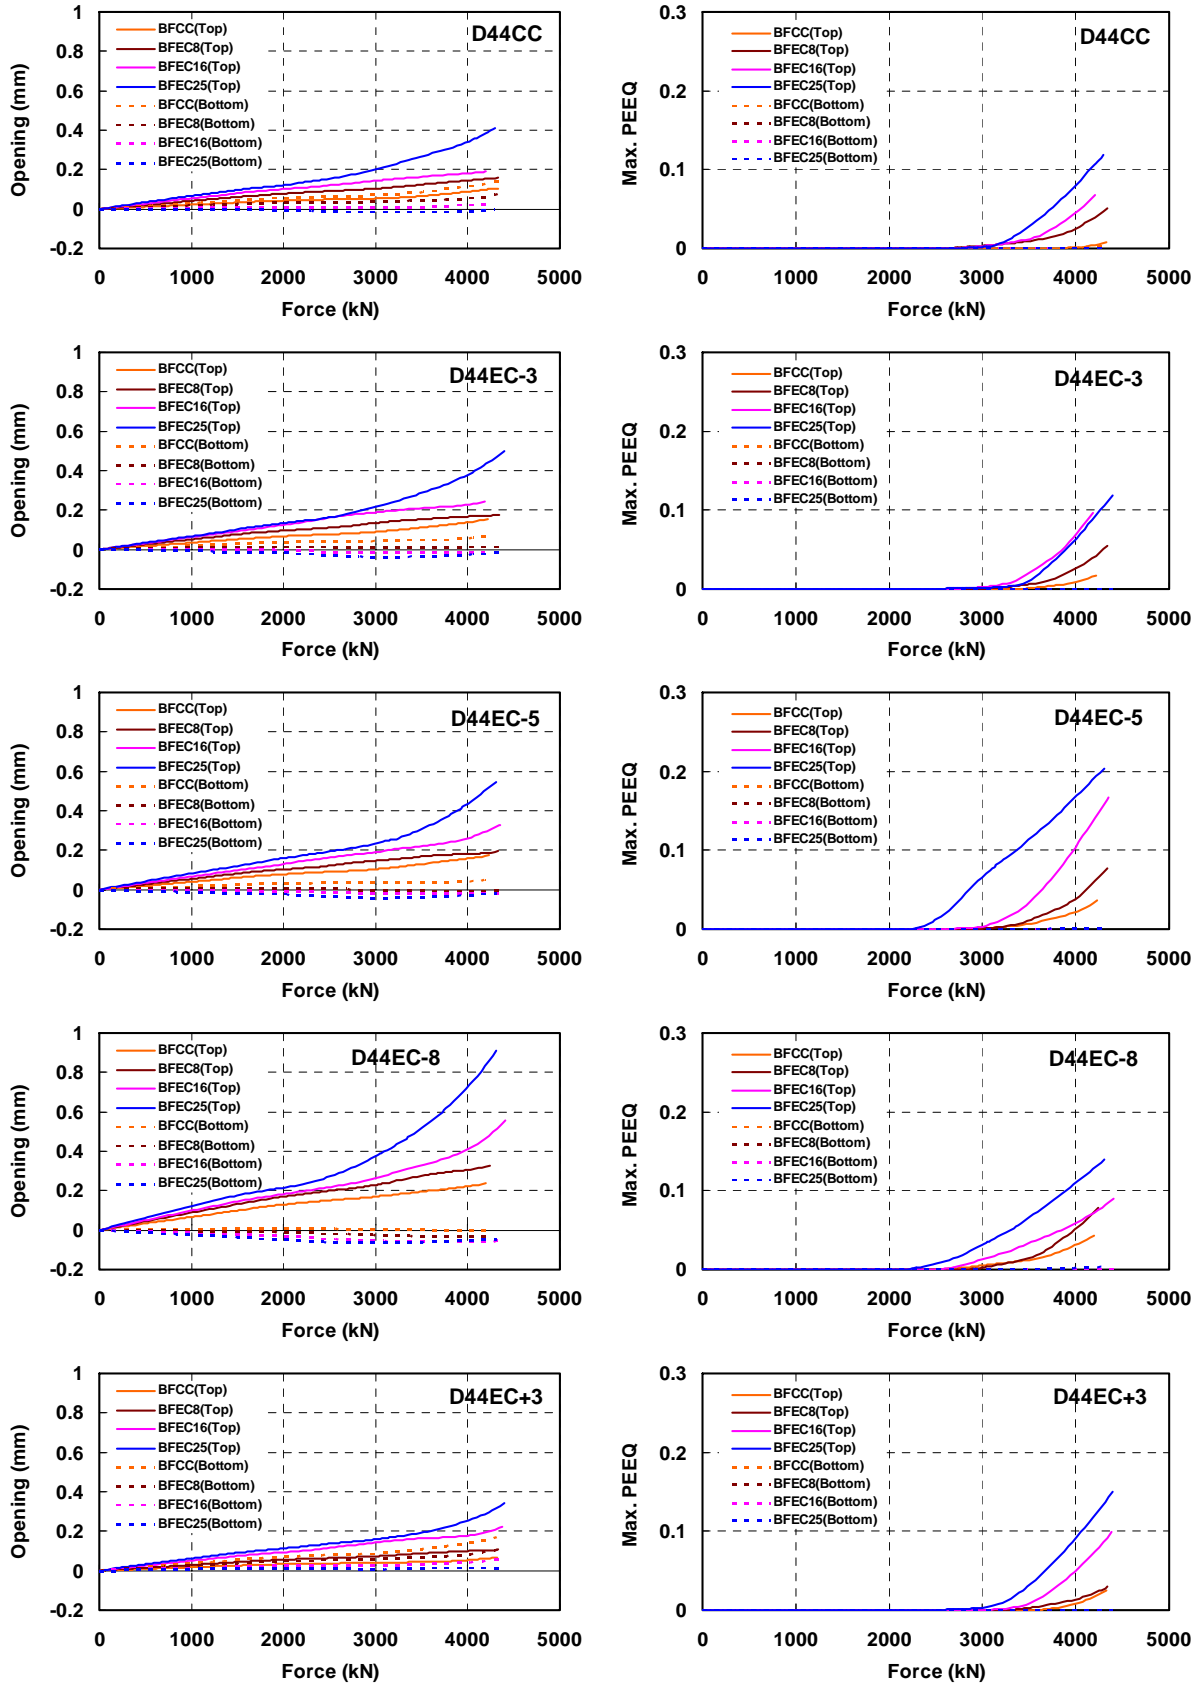 Opening (mm)
1
0.8
0.6
0.4
0.2
0
-0.2
BFCC(Top)
BFEC8(Top)
BFEC16(Top)
BFEC25(Top)
BFCC(Bottom)
BFEC8(Bottom)
BFEC16(Bottom)
BFEC25(Bottom)
D44CC
0 1000 2000 3000 4000 5000
Force (kN)
Max. PEEQ
0.3
0.2
0.1
0
BFCC(Top)
BFEC8(Top)
BFEC16(Top)
BFEC25(Top)
BFCC(Bottom)
BFEC8(Bottom)
BFEC16(Bottom)
BFEC25(Bottom)
D44CC
0 1000 2000 3000 4000 5000
Force (kN)
Opening (mm)
1
0.8
0.6
0.4
0.2
0
-0.2
BFCC(Top)
BFEC8(Top)
BFEC16(Top)
BFEC25(Top)
BFCC(Bottom)
BFEC8(Bottom)
BFEC16(Bottom)
BFEC25(Bottom)
D44EC-3
0 1000 2000 3000 4000 5000
Force (kN)
Max. PEEQ
0.3
0.2
0.1
0
BFCC(Top)
BFEC8(Top)
BFEC16(Top)
BFEC25(Top)
BFCC(Bottom)
BFEC8(Bottom)
BFEC16(Bottom)
BFEC25(Bottom)
D44EC-3
0 1000 2000 3000 4000 5000
Force (kN)
Opening (mm)
1
0.8
0.6
0.4
0.2
0
-0.2
BFCC(Top)
BFEC8(Top)
BFEC16(Top)
BFEC25(Top)
BFCC(Bottom)
BFEC8(Bottom)
BFEC16(Bottom)
BFEC25(Bottom)
D44EC-5
0 1000 2000 3000 4000 5000
Force (kN)
Max. PEEQ
0.3
0.2
0.1
0
BFCC(Top)
BFEC8(Top)
BFEC16(Top)
BFEC25(Top)
BFCC(Bottom)
BFEC8(Bottom)
BFEC16(Bottom)
BFEC25(Bottom)
D44EC-5
0 1000 2000 3000 4000 5000
Force (kN)
Opening (mm)
1
0.8
0.6
0.4
0.2
0
-0.2
BFCC(Top)
BFEC8(Top)
BFEC16(Top)
BFEC25(Top)
BFCC(Bottom)
BFEC8(Bottom)
BFEC16(Bottom)
BFEC25(Bottom)
D44EC-8
0 1000 2000 3000 4000 5000
Force (kN)
Max. PEEQ
0.3
0.2
0.1
0
BFCC(Top)
BFEC8(Top)
BFEC16(Top)
BFEC25(Top)
BFCC(Bottom)
BFEC8(Bottom)
BFEC16(Bottom)
BFEC25(Bottom)
D44EC-8
0 1000 2000 3000 4000 5000
Force (kN)
Opening (mm)
1
0.8
0.6
0.4
0.2
0
-0.2
BFCC(Top)
BFEC8(Top)
BFEC16(Top)
BFEC25(Top)
BFCC(Bottom)
BFEC8(Bottom)
BFEC16(Bottom)
BFEC25(Bottom)
D44EC+3
0 1000 2000 3000 4000 5000
Force (kN)
Max. PEEQ
0.3
0.2
0.1
0
BFCC(Top)
BFEC8(Top)
BFEC16(Top)
BFEC25(Top)
BFCC(Bottom)
BFEC8(Bottom)
BFEC16(Bottom)
BFEC25(Bottom)
D44EC+3
0 1000 2000 3000 4000 5000
Force (kN)